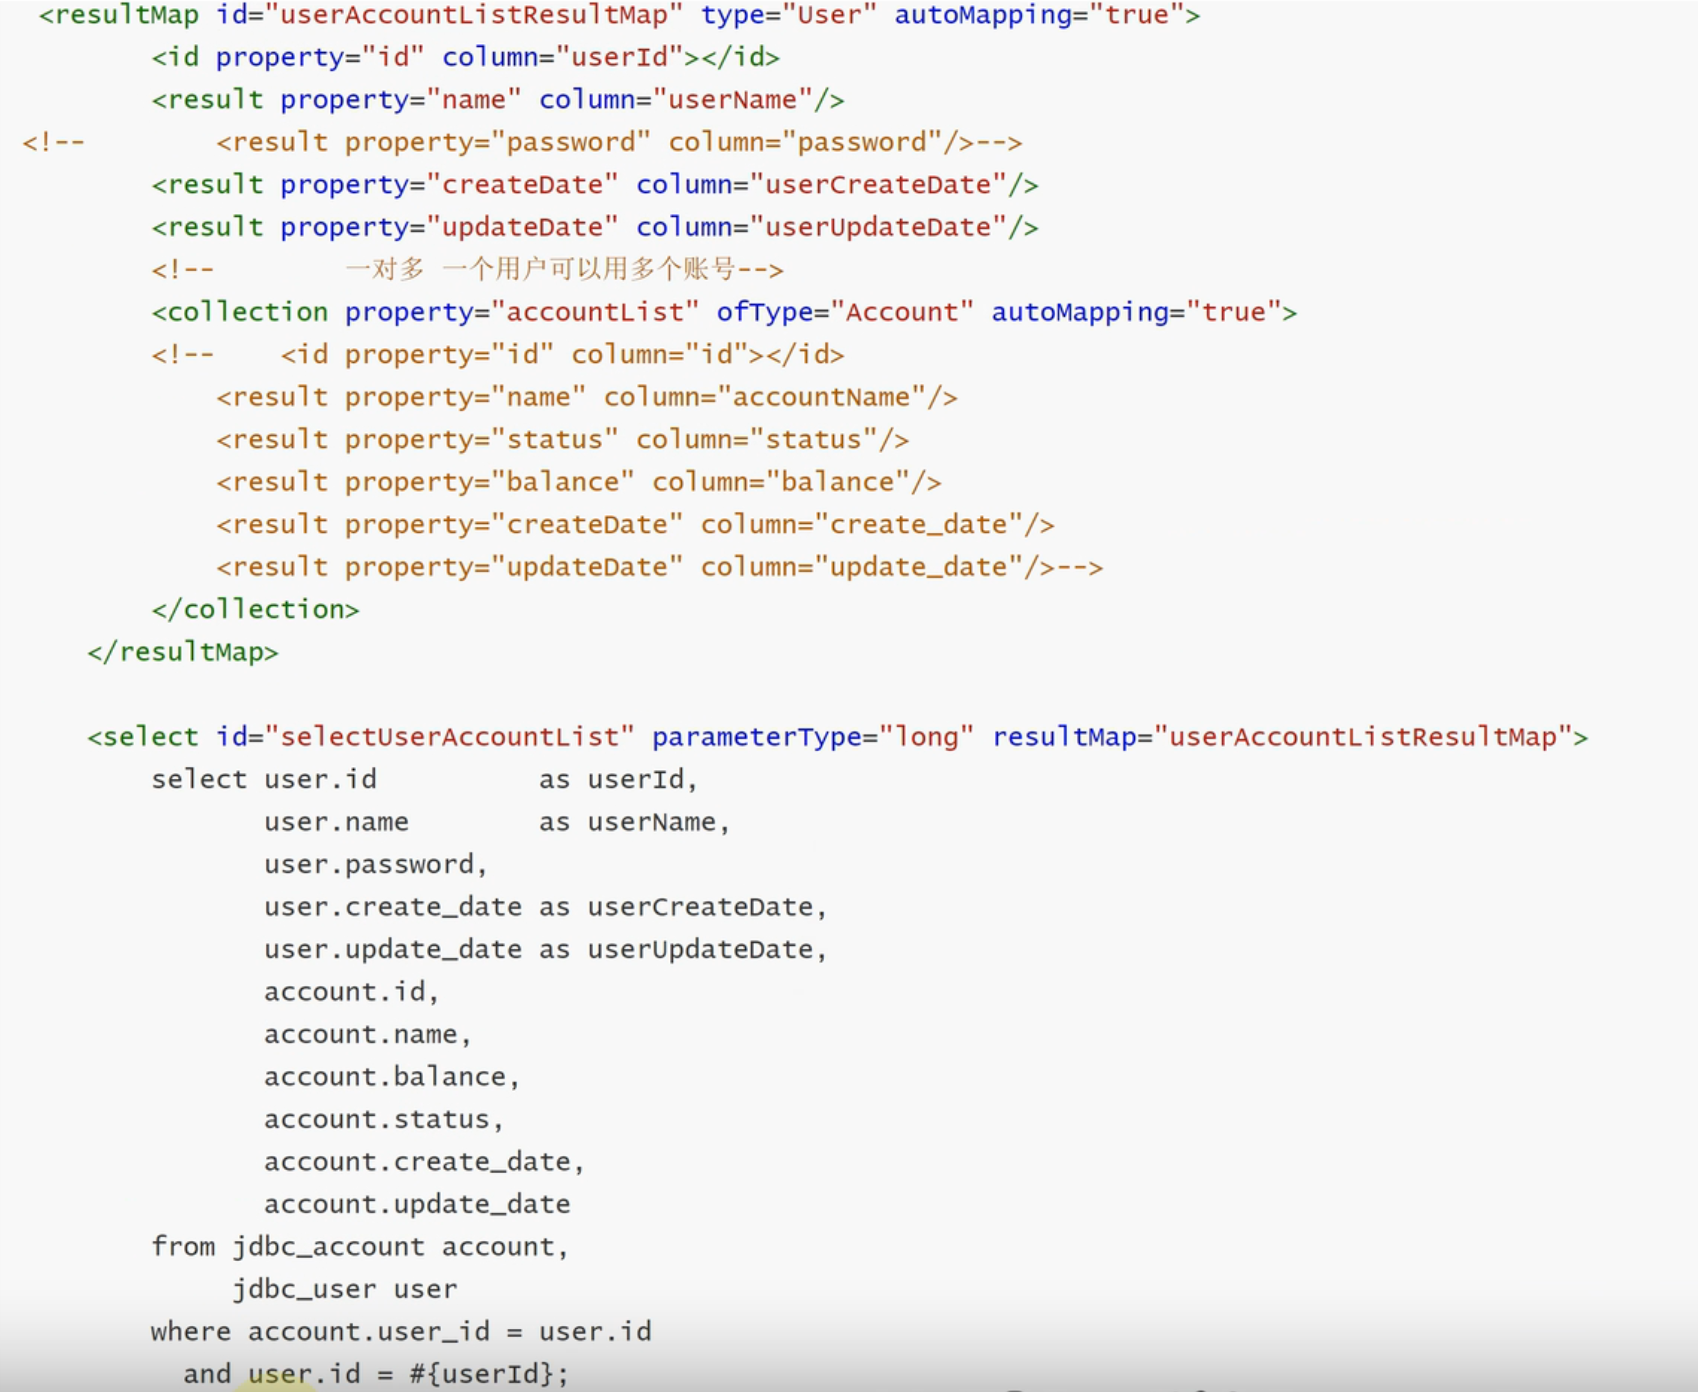 <resultMap id="userAccountListResultMap" type="User" autoMapping="true">
<id property="id" column="userId"></id>
<result property="name" column="userName"/>
<!--        <result property="password" column="password"/>-->
<result property="createDate" column="userCreateDate"/>
<result property="updateDate" column="userUpdateDate"/>
<!--        一对多 一个用户可以用多个账号-->
<collection property="accountList" ofType="Account" autoMapping="true">
<!--    <id property="id" column="id"></id>
<result property="name" column="accountName"/>
<result property="status" column="status"/>
<result property="balance" column="balance"/>
<result property="createDate" column="create_date"/>
<result property="updateDate" column="update_date"/>-->
</collection>
</resultMap>
<select id="selectUserAccountList" parameterType="long" resultMap="userAccountListResultMap">
select user.id          as userId,
user.name        as userName,
user.password,
user.create_date as userCreateDate,
user.update_date as userUpdateDate,
account.id,
account.name,
account.balance,
account.status,
account.create_date,
account.update_date
from jdbc_account account,
jdbc_user user
where account.user_id = user.id
and user.id = #{userId};